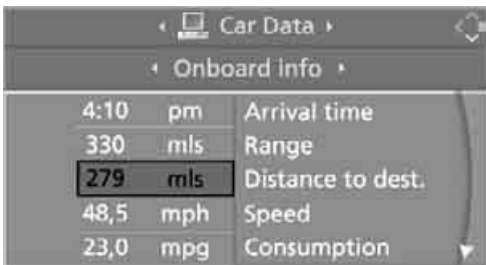 Car Data
Onboard info
4:10 pm Arrival time
330 mls Range
279 mls Distance to dest.
48,5 mph Speed
23,0 mpg Consumption